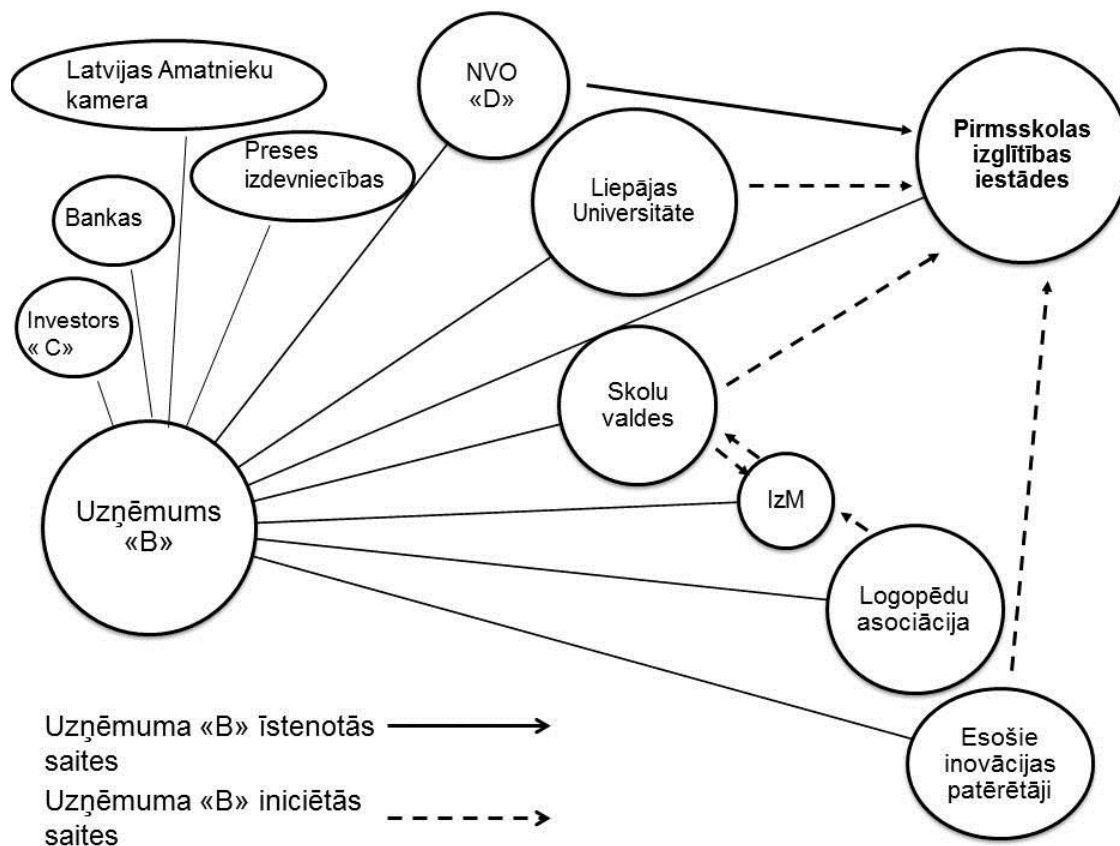 Latvijas Amatnieku
kamera
NVO
«D»
Pirmsskolas
izglītības
iestādes
Preses
izdevniecības
Liepājas
Universitāte
Bankas
Investors
« C»
Skolu
valdes
Uzņēmums
«B»
IzM
Logopēdu
asociācija
Esošie
inovācijas
patērētāji
Uzņēmuma «B» īstenotās
saites
Uzņēmuma «B» iniciētās
saites